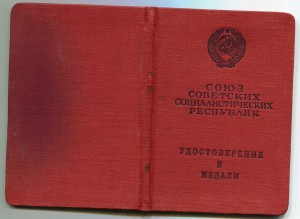 СОЮЗ
СОВЕТСКИХ
СОЦИАЛИСТИЧЕСКИХ
РЕСПУБЛИК
УДОСТОВЕРЕНИЕ
К
МЕДАЛИ